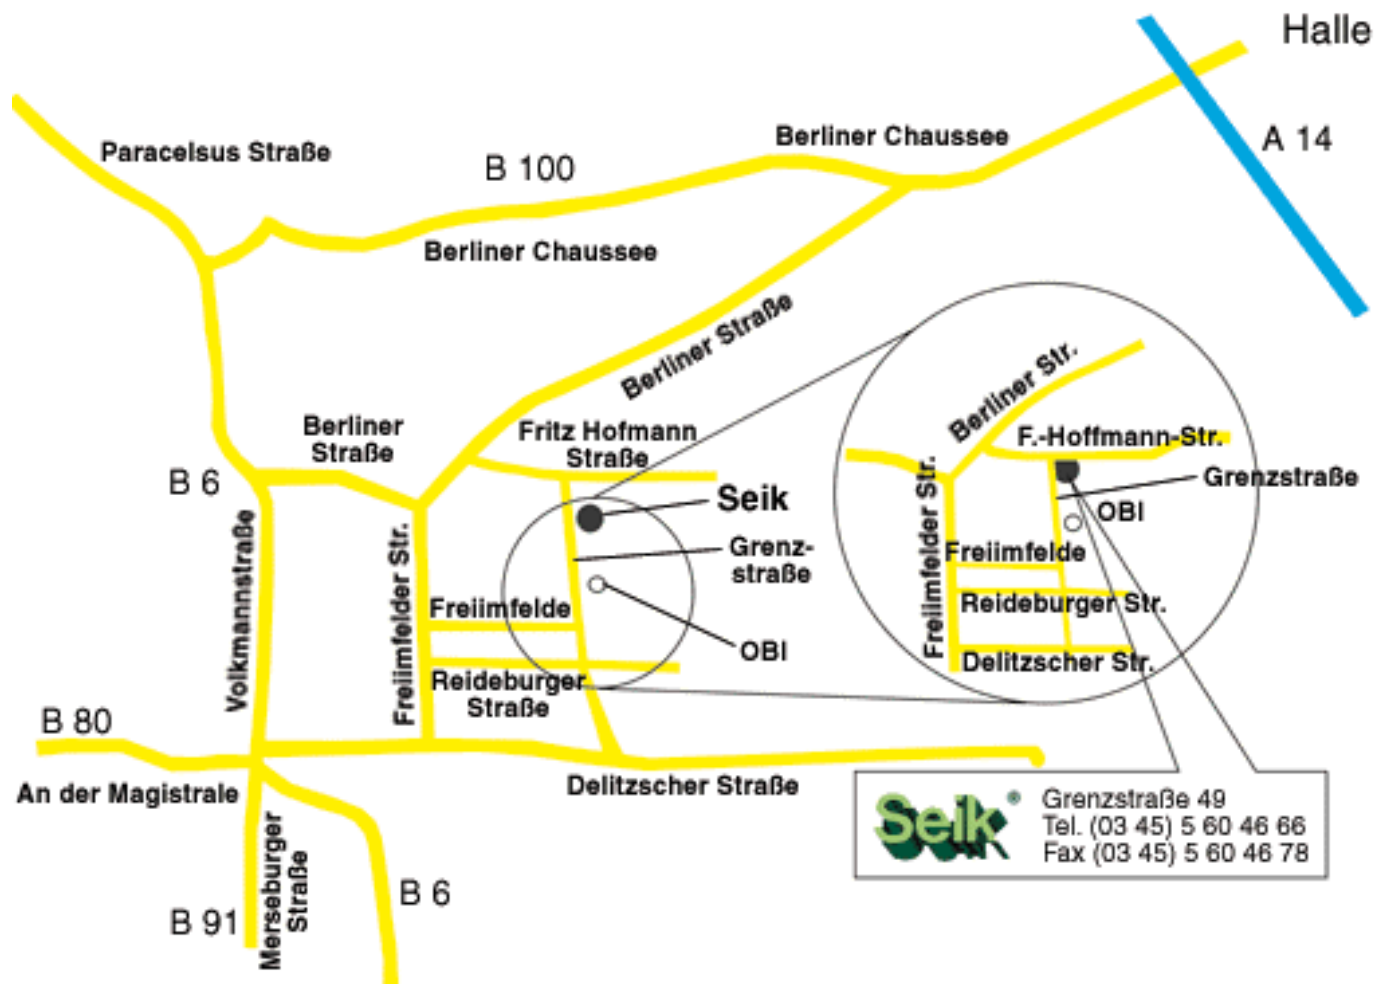 Halle
Paracelsus Straße
B 100
Berliner Chaussee
A 14
Berliner Chaussee
Berliner Straße
Berliner
Straße
Fritz Hofmann
Straße
B 6
Seik
Grenz-
straße
OBI
Volkmannstraße
Freiimfelder Str.
Freiimfelde
Reideburger
Straße
B 80
An der Magistrale
Delitzscher Straße
Merseburger
Straße
B 91
B 6
Berliner Str.
F.-Hoffmann-Str.
Grenzstraße
OBI
Freiimfelder Str.
Freiimfelde
Reideburger Str.
Delitzscher Str.
Seik ®
Grenzstraße 49
Tel. (03 45) 5 60 46 66
Fax (03 45) 5 60 46 78